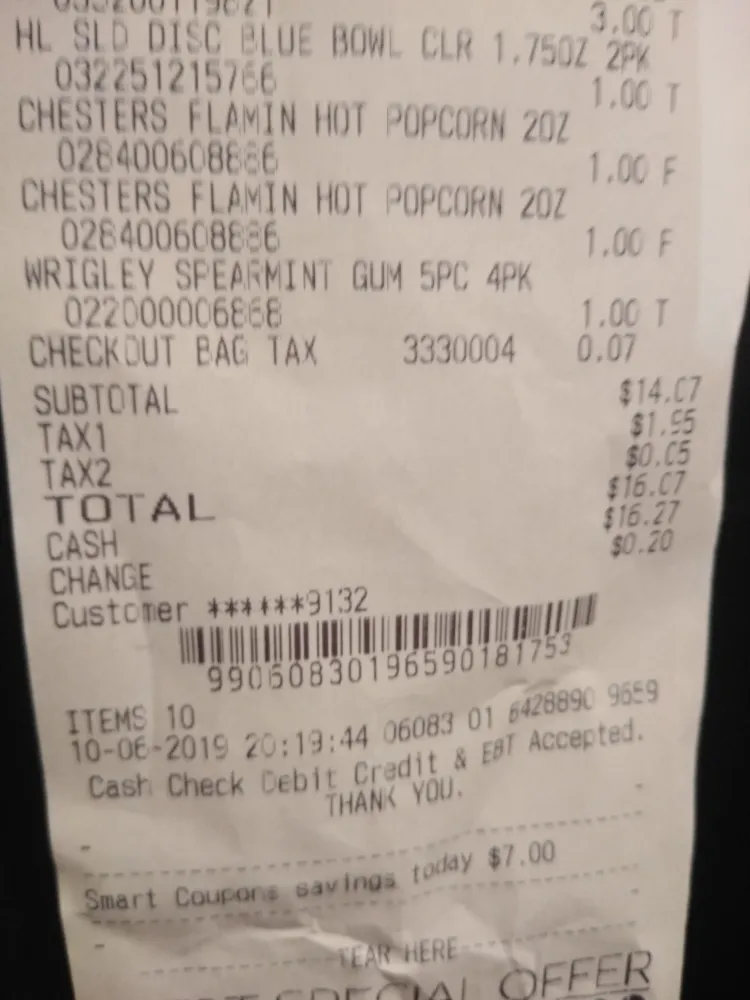 3.00 T
HL SLD DISC BLUE BOWL CLR 1.75OZ 2PK
032251215766 1.00 T
CHESTERS FLAMIN HOT POPCORN 2OZ
028400608886 1.00 F
CHESTERS FLAMIN HOT POPCORN 2OZ
028400608886 1.00 F
WRIGLEY SPEARMINT GUM 5PC 4PK
022000006868 1.00 T
CHECKOUT BAG TAX 3330004 0.07
SUBTOTAL $14.07
TAX1 $1.95
TAX2 $0.05
TOTAL $16.07
CASH $16.27
CHANGE $0.20
Customer ******9132
99060830196590181753
ITEMS 10
10-06-2019 20:19:44 06083 01 6428890 9659
Cash Check Debit Credit & EBT Accepted.
THANK YOU.
Smart Coupons savings today $7.00
TEAR HERE
SPECIAL OFFER